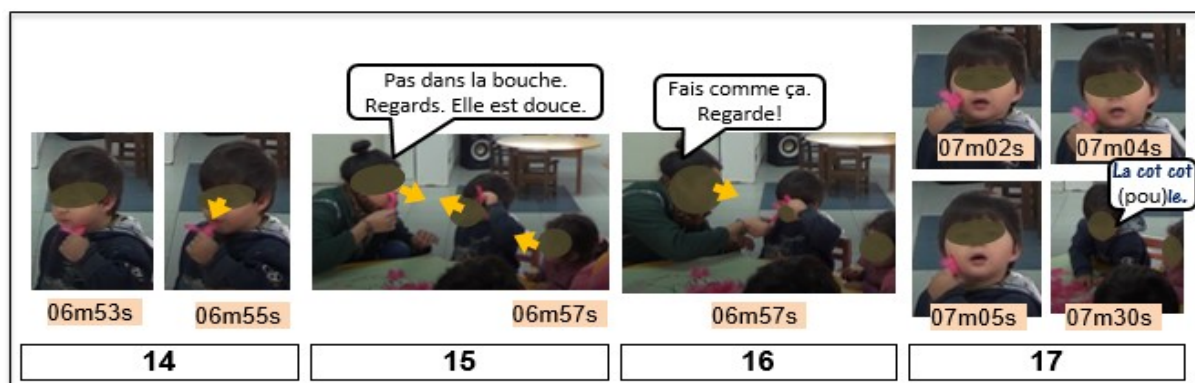 06m53s
06m55s
14
Pas dans la bouche.
Regards. Elle est douce.
06m57s
15
Fais comme ça.
Regarde!
06m57s
16
07m02s
07m04s
07m05s
La cot cot
(pou)le.
07m30s
17